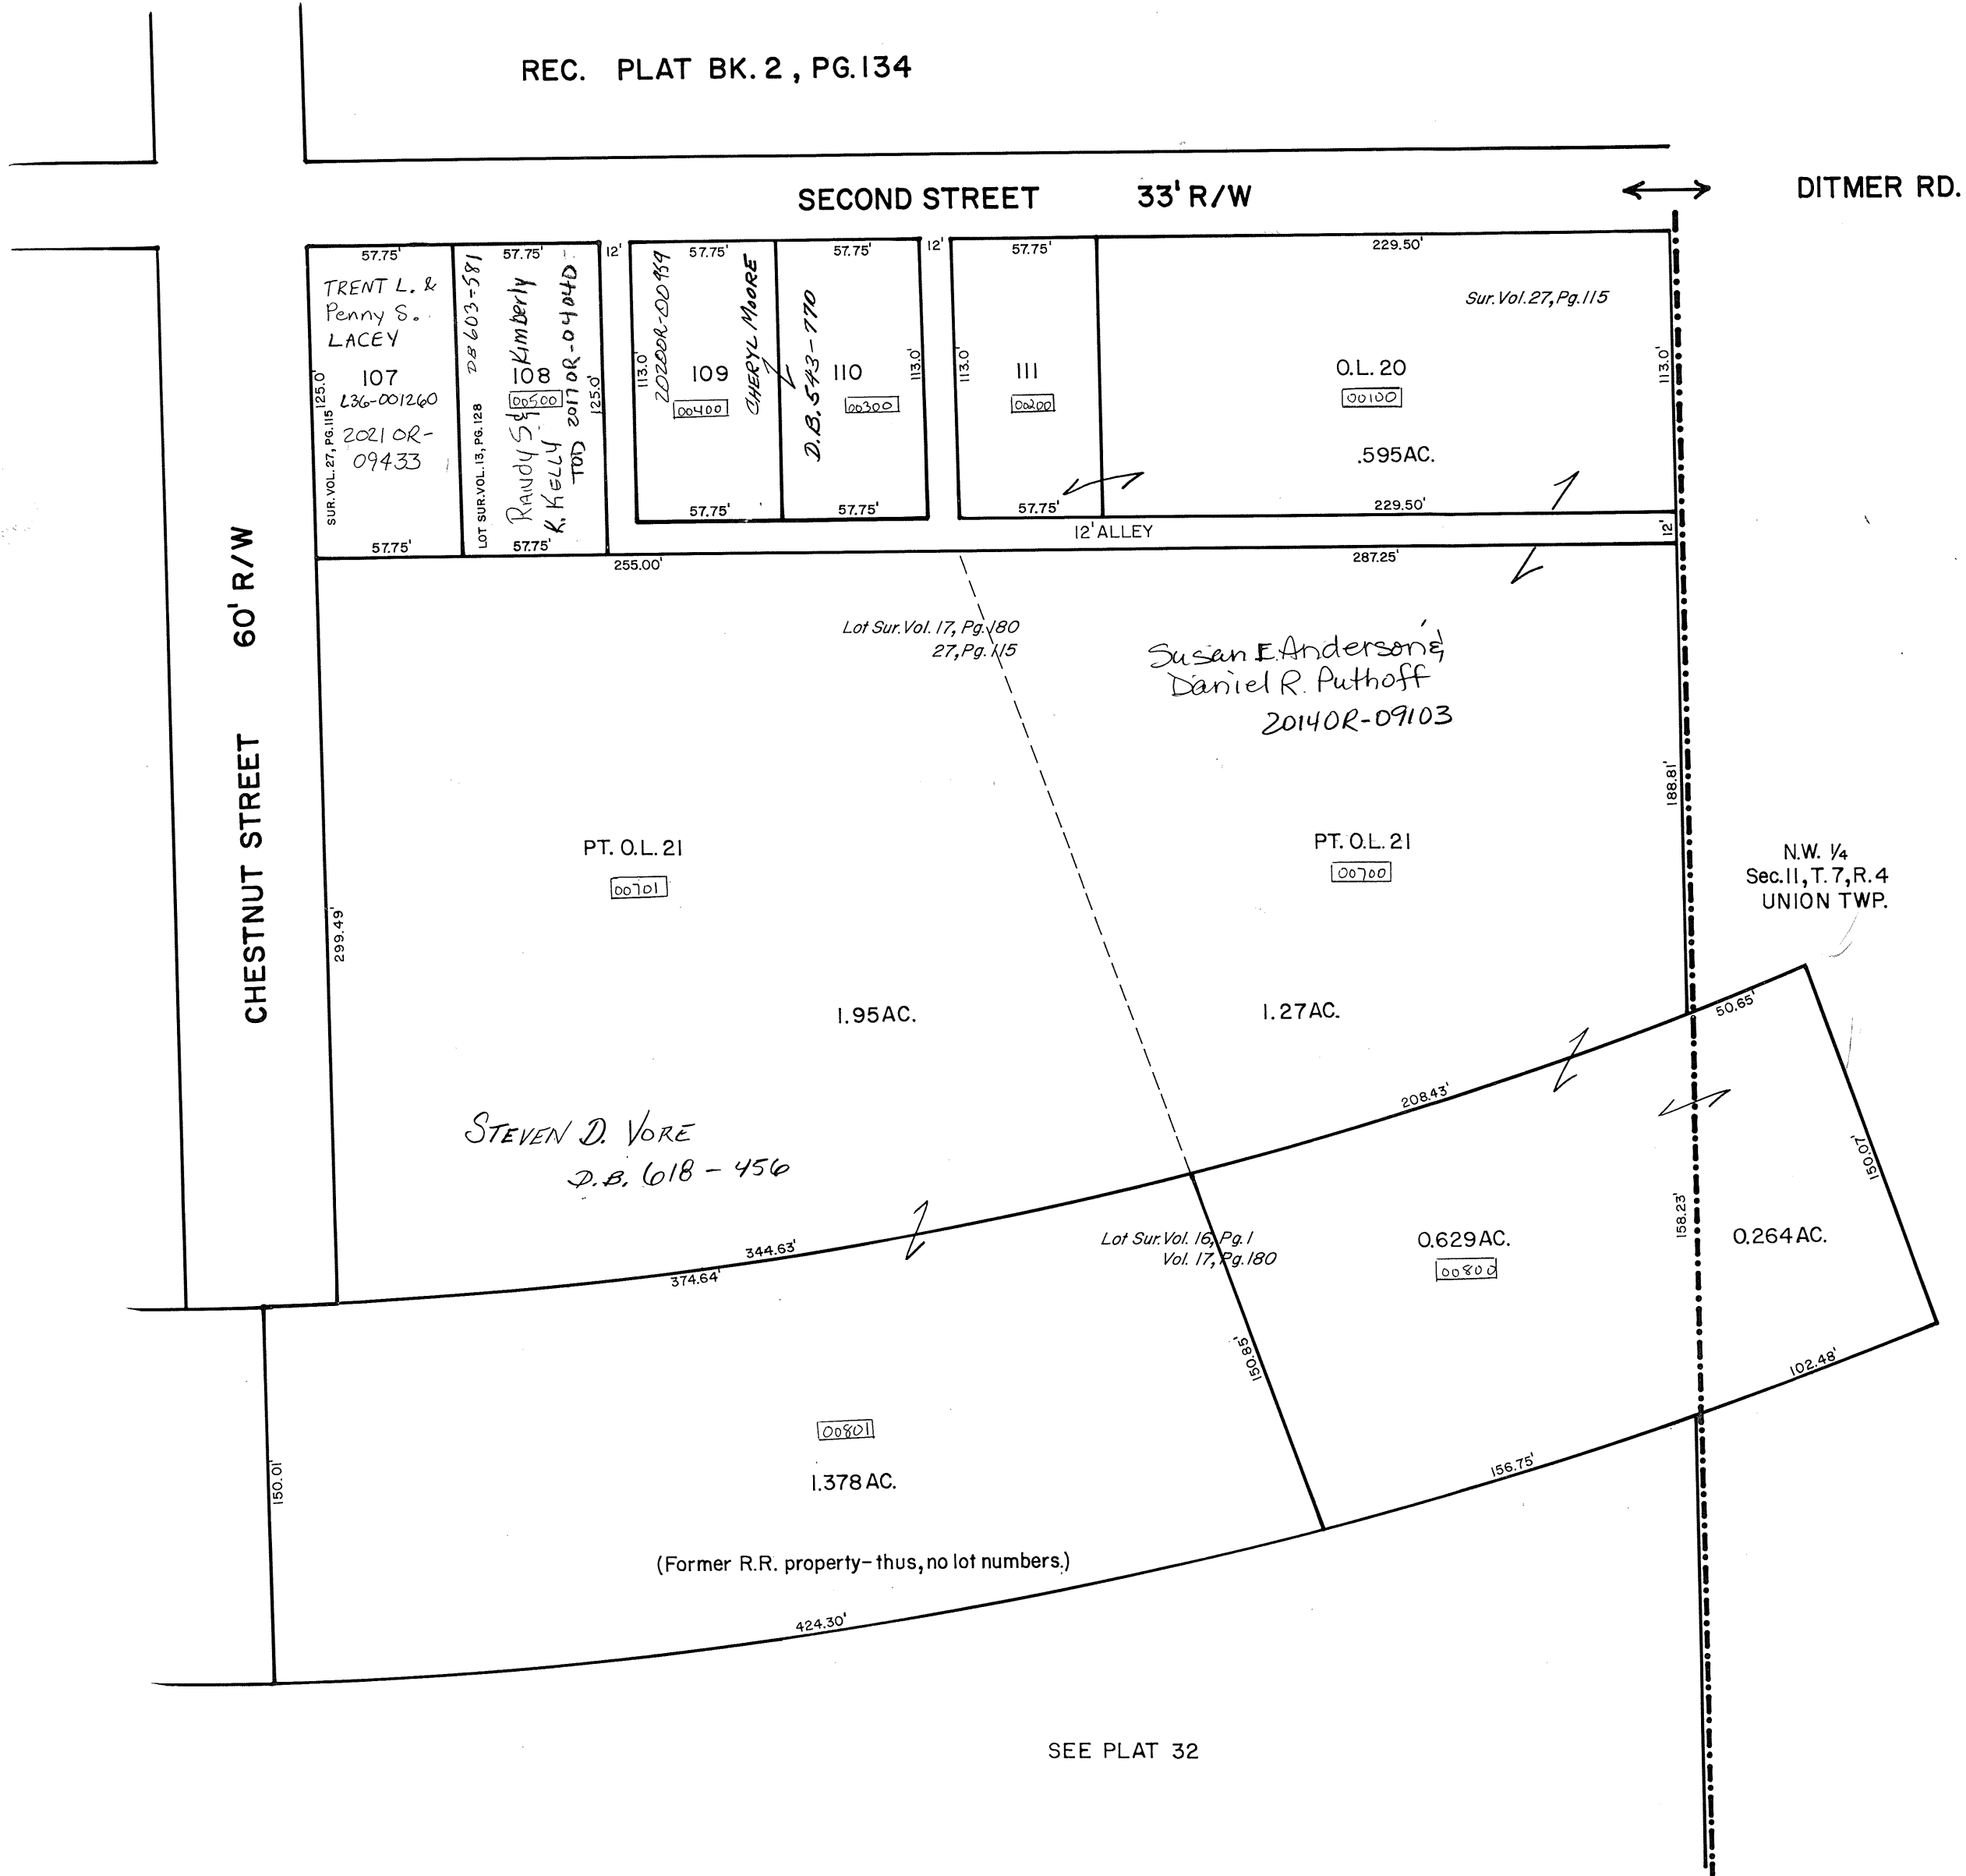 REC. PLAT BK. 2, PG. 134
SECOND STREET 33' R/W
DITMER RD.
CHESTNUT STREET 60' R/W
57.75'
TRENT L. &
Penny S.
LACEY
107
L36-001260
2021 OR-
09433
125.0'
SUR. VOL. 27, PG. 115
57.75'
57.75'
DB 603-581
LOT SUR. VOL. 13, PG. 128
108
00500
Randy S &
Kimberly
K. KELLY
TOD 2017 OR-04040
125.0'
57.75'
12'
57.75'
113.0'
2020OR-00959
109
00400
CHERYL MOORE
57.75'
57.75'
D.B. 543-770
110
00300
113.0'
57.75'
12'
57.75'
113.0'
111
00200
57.75'
229.50'
Sur. Vol. 27, Pg. 115
O.L. 20
00100
.595 AC.
113.0'
229.50'
12' ALLEY
12'
255.00'
287.25'
Lot Sur. Vol. 17, Pg. 180
27, Pg. 115
Susan E. Anderson &
Daniel R. Puthoff
2014OR-09103
188.81'
PT. O.L. 21
00701
299.49'
1.95 AC.
STEVEN D. VORE
D.B. 618-456
PT. O.L. 21
00700
1.27 AC.
N.W. 1/4
Sec. 11, T. 7, R. 4
UNION TWP.
50.65'
208.43'
344.63'
374.64'
Lot Sur. Vol. 16, Pg. 1
Vol. 17, Pg. 180
0.629 AC.
00800
158.23'
0.264 AC.
150.07'
102.48'
150.85'
156.75'
150.01'
00801
1.378 AC.
(Former R.R. property-thus, no lot numbers.)
424.30'
SEE PLAT 32